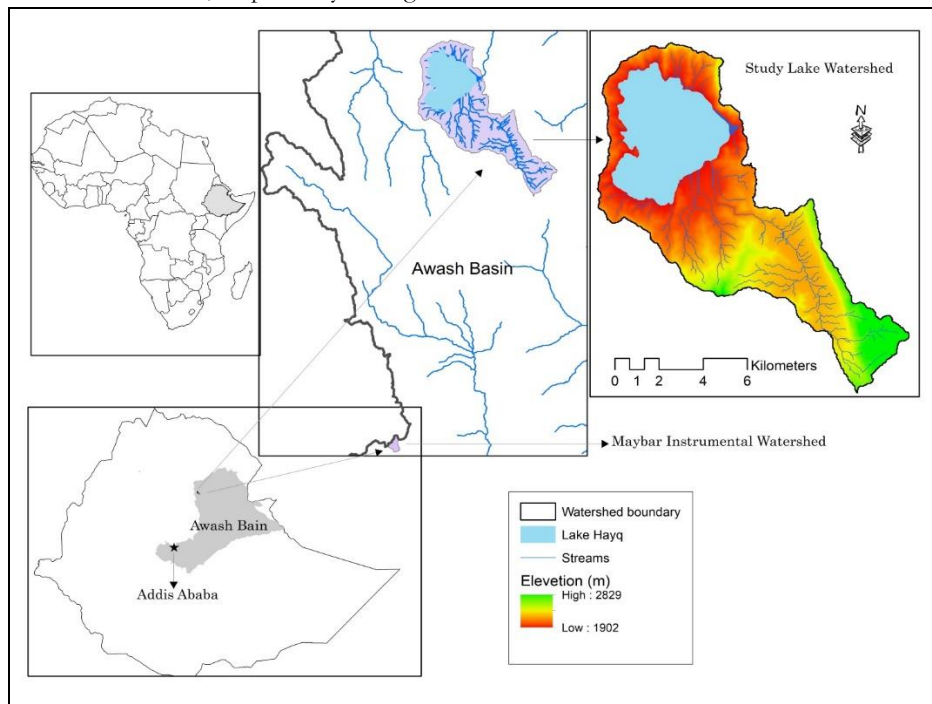 Study Lake Watershed
N
Awash Basin
0 1 2 4 6
Kilometers
Maybar Instrumental Watershed
Awash Bain
Addis Ababa
Watershed boundary
Lake Hayq
Streams
Elevetion (m)
High : 2829
Low : 1902